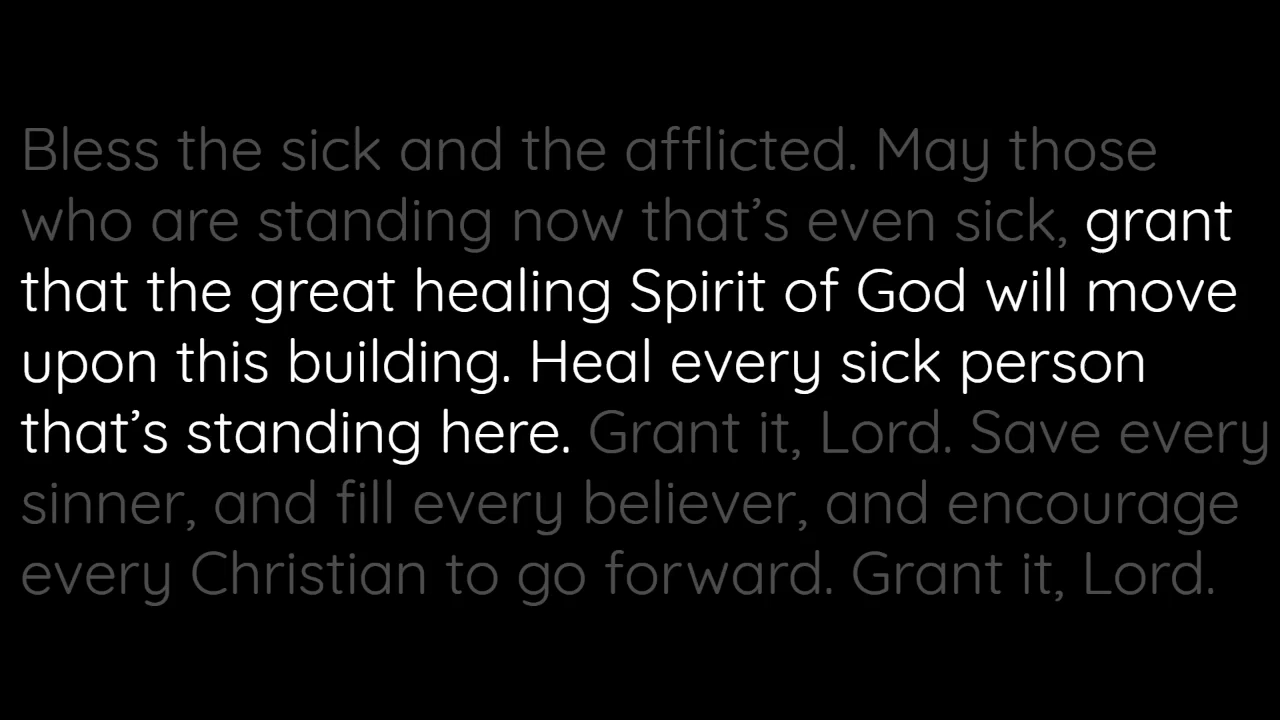 Bless the sick and the afflicted. May those
who are standing now that’s even sick, grant
that the great healing Spirit of God will move
upon this building. Heal every sick person
that’s standing here. Grant it, Lord. Save every
sinner, and fill every believer, and encourage
every Christian to go forward. Grant it, Lord.